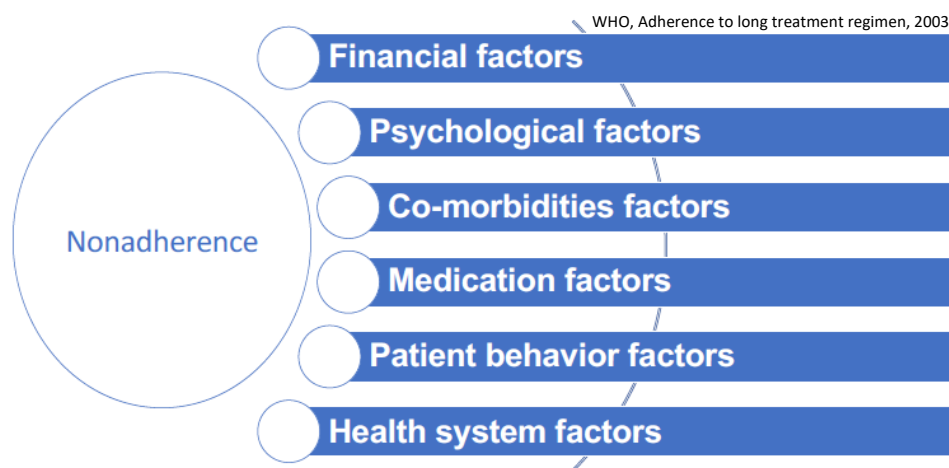 WHO, Adherence to long treatment regimen, 2003
Financial factors
Psychological factors
Co-morbidities factors
Nonadherence
Medication factors
Patient behavior factors
Health system factors